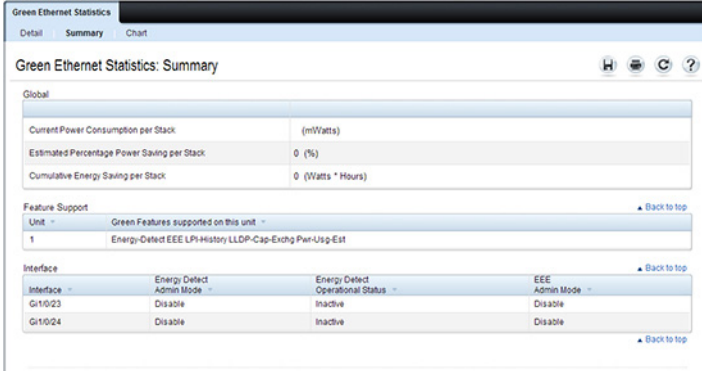 Green Ethernet Statistics
Detail Summary Chart
Green Ethernet Statistics: Summary
Global
Current Power Consumption per Stack (mWatts)
Estimated Percentage Power Saving per Stack 0 (%)
Cumulative Energy Saving per Stack 0 (Watts * Hours)
Feature Support Back to top
Unit Green Features supported on this unit
1 Energy-Detect EEE LPI-History LLDP-Cap-Exchg Pwr-Usg-Est
Interface Back to top
Interface Energy Detect Admin Mode Energy Detect Operational Status EEE Admin Mode
Gi1/0/23 Disable Inactive Disable
Gi1/0/24 Disable Inactive Disable
Back to top